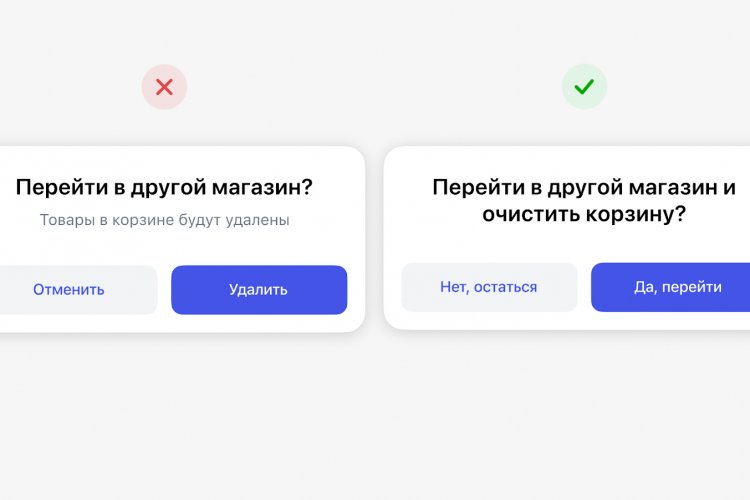 Перейти в другой магазин?
Товары в корзине будут удалены
Отменить
Удалить
Перейти в другой магазин и
очистить корзину?
Нет, остаться
Да, перейти